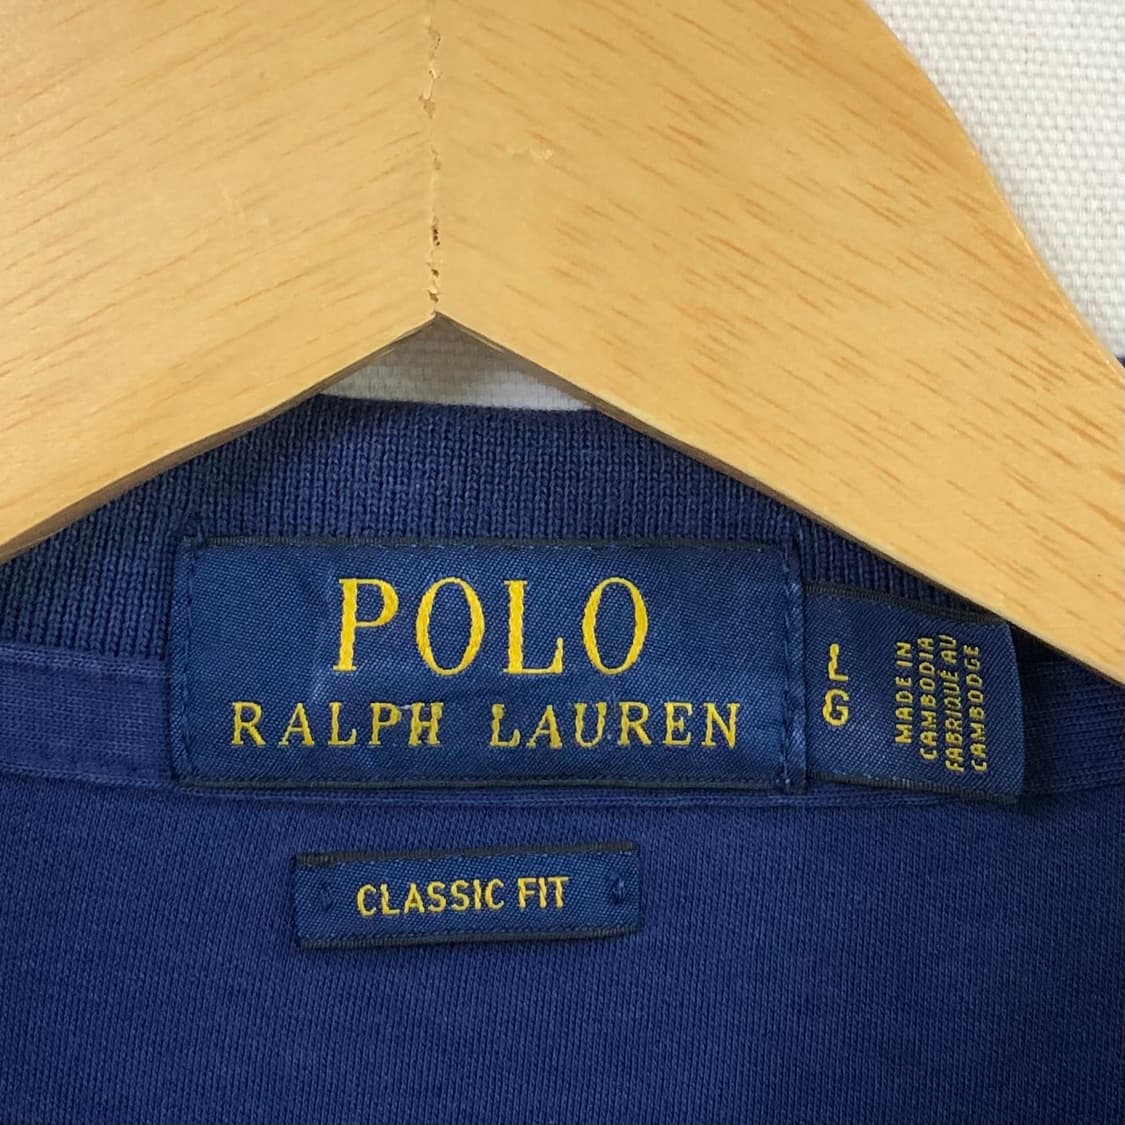 POLO
RALPH LAUREN
L
G
MADE IN
CAMBODIA
FABRIQUÉ AU
CAMBODGE
CLASSIC FIT